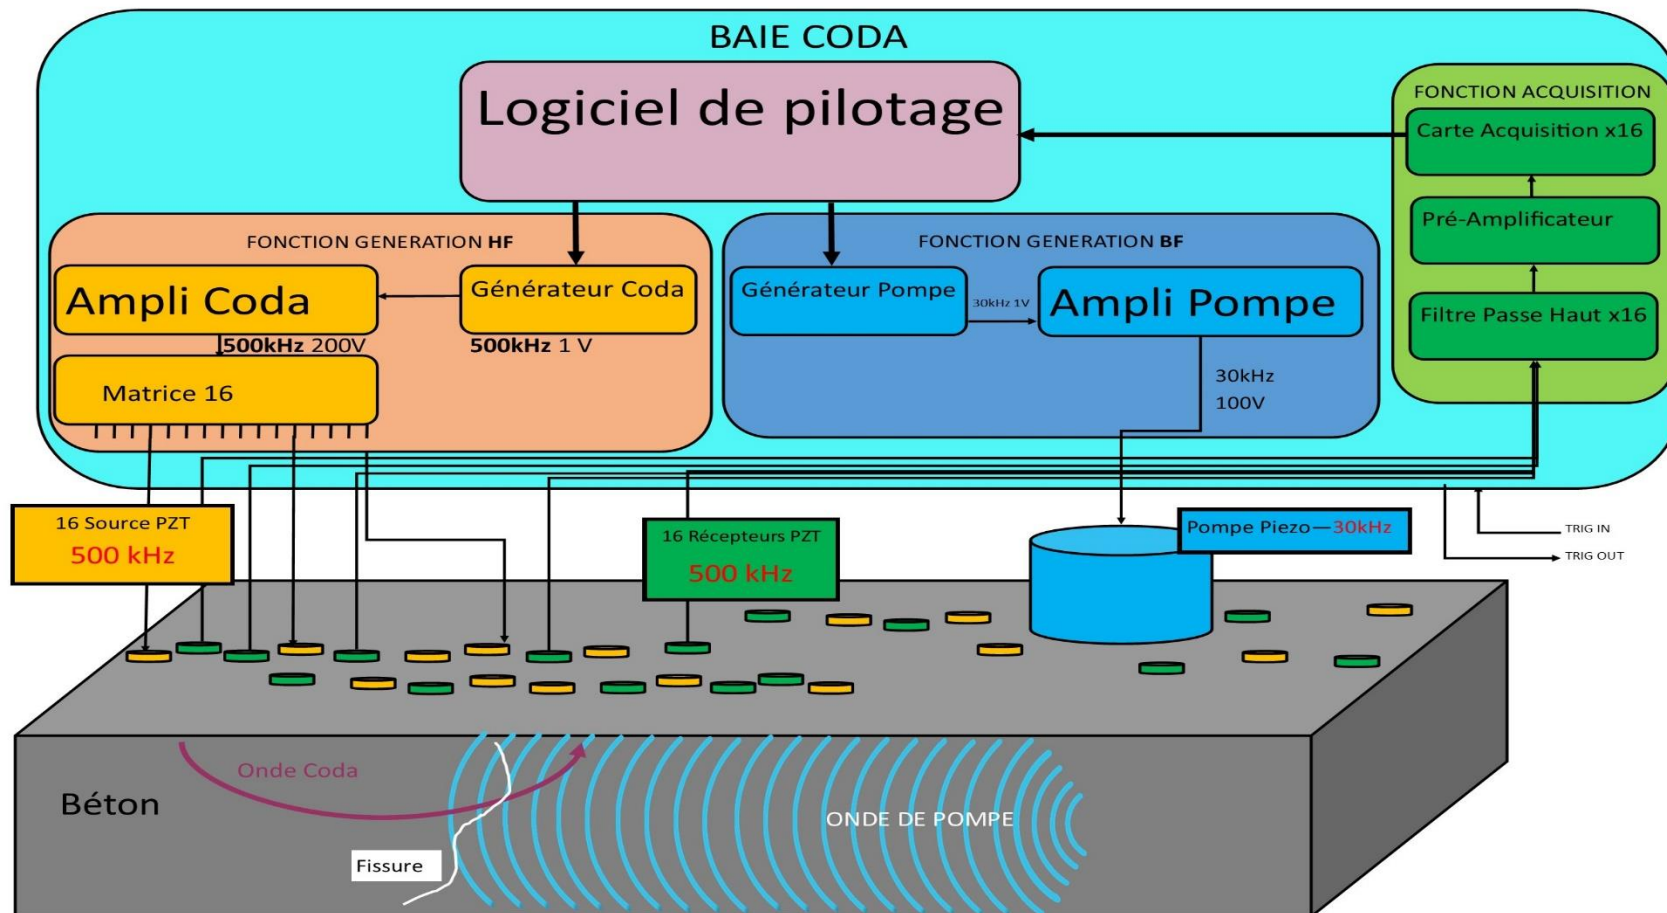 BAIE CODA
Logiciel de pilotage
FONCTION ACQUISITION
Carte Acquisition x16
Pré-Amplificateur
Filtre Passe Haut x16
FONCTION GENERATION HF
Ampli Coda
Générateur Coda
500kHz 200V
500kHz 1 V
Matrice 16
FONCTION GENERATION BF
Générateur Pompe
30kHz 1V
Ampli Pompe
30kHz
100V
16 Source PZT
500 kHz
16 Récepteurs PZT
500 kHz
Pompe Piezo—30kHz
TRIG IN
TRIG OUT
Onde Coda
Béton
ONDE DE POMPE
Fissure